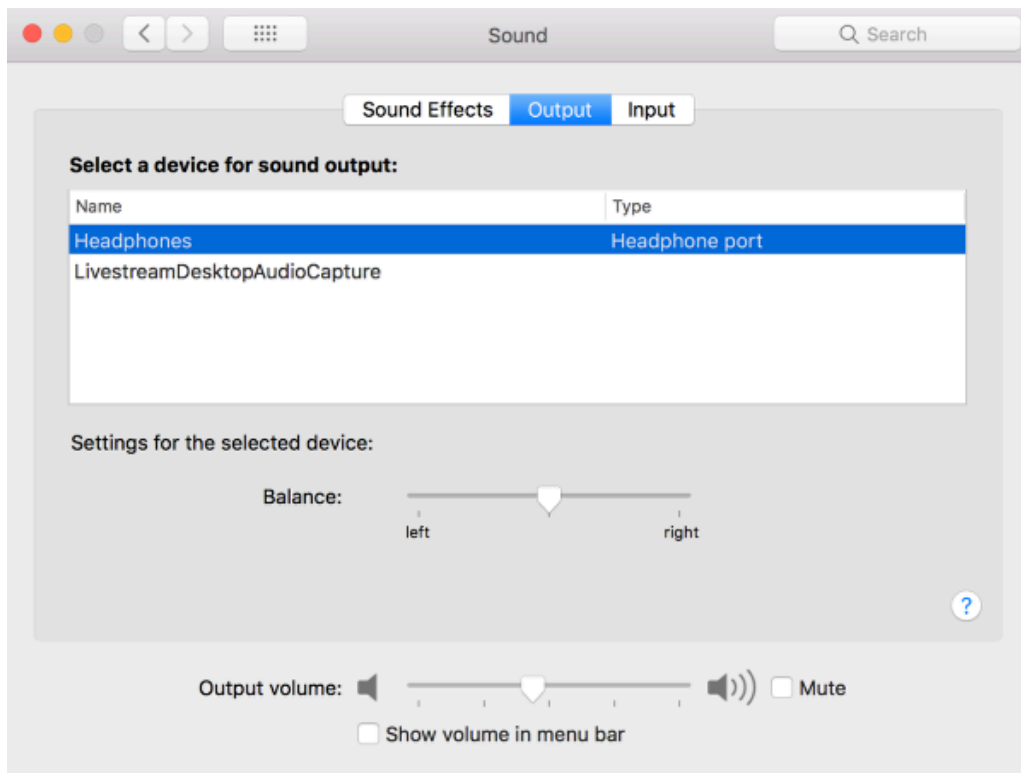 Sound
Search
Sound Effects Output Input
Select a device for sound output:
Name Type
Headphones Headphone port
LivestreamDesktopAudioCapture
Settings for the selected device:
Balance:
left right
?
Output volume: Mute
Show volume in menu bar